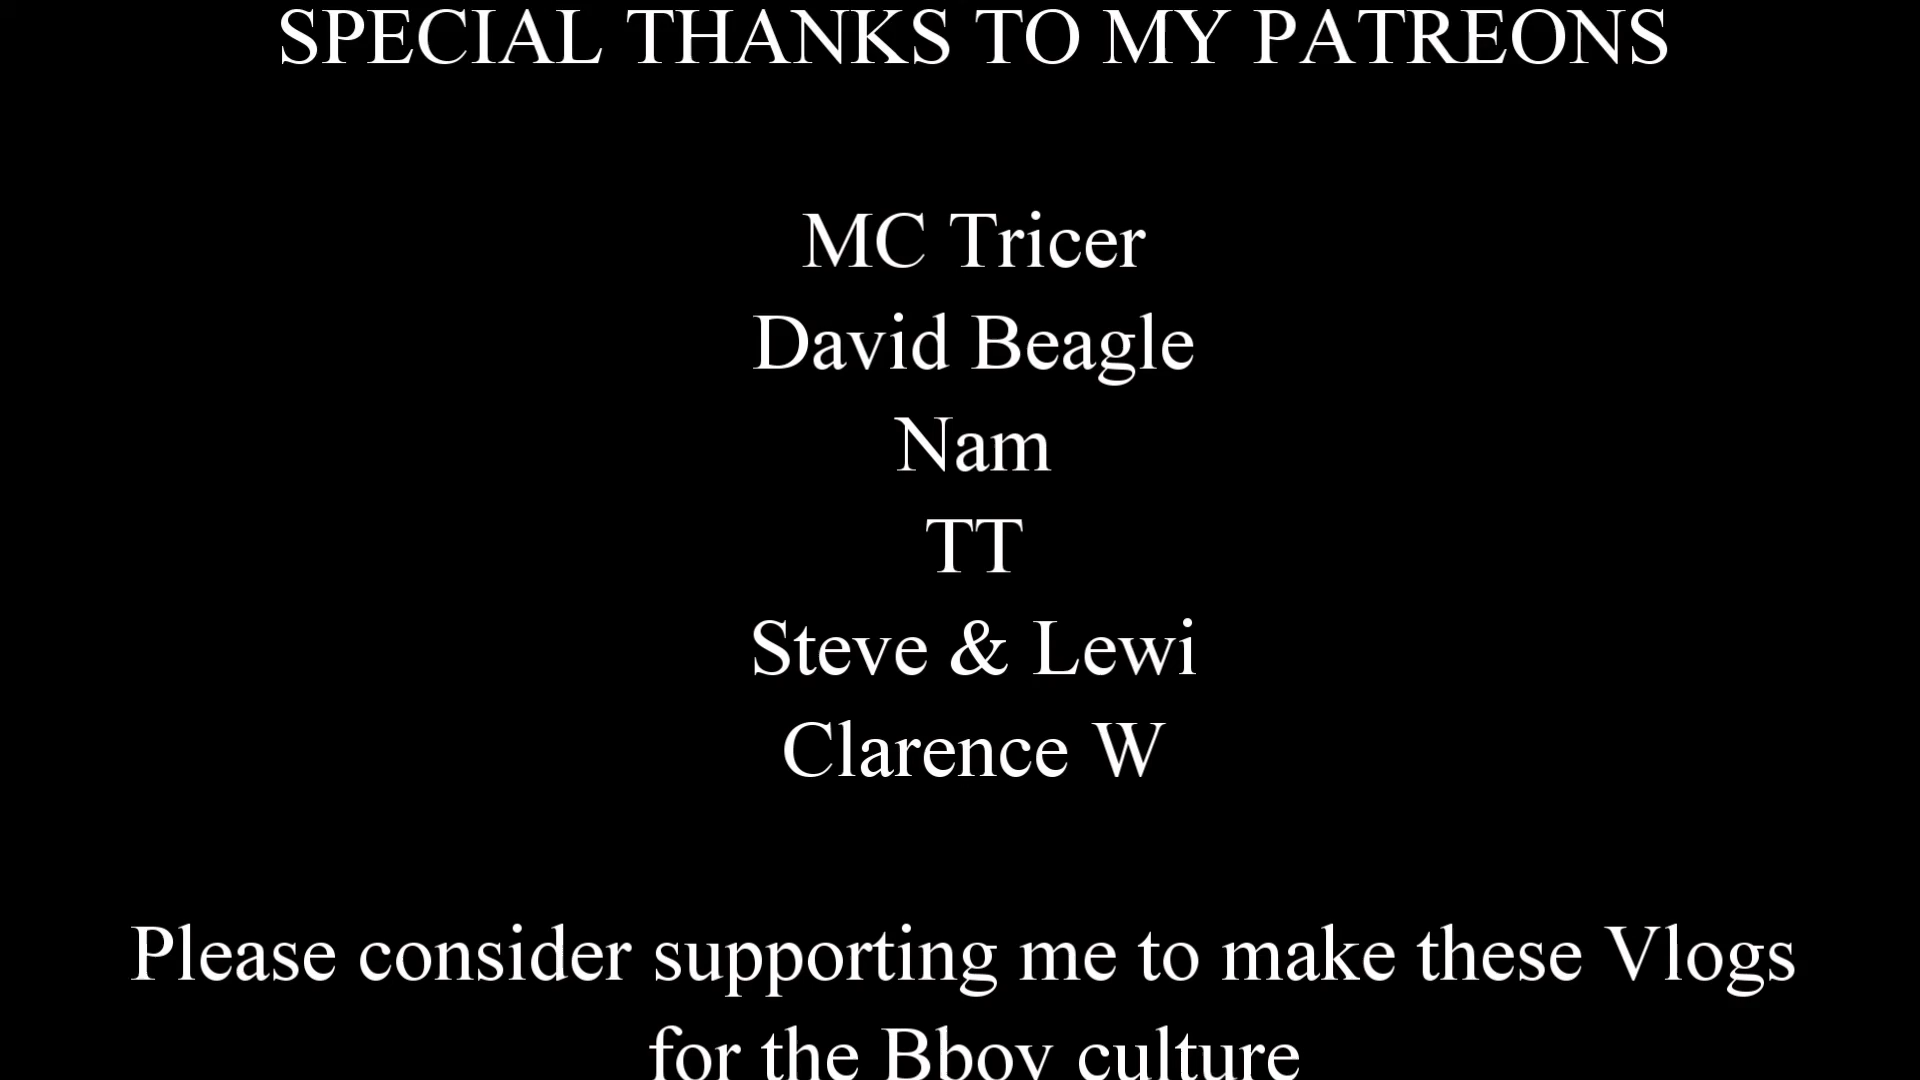 SPECIAL THANKS TO MY PATREONS
MC Tricer
David Beagle
Nam
TT
Steve & Lewi
Clarence W
Please consider supporting me to make these Vlogs
for the Bboy culture